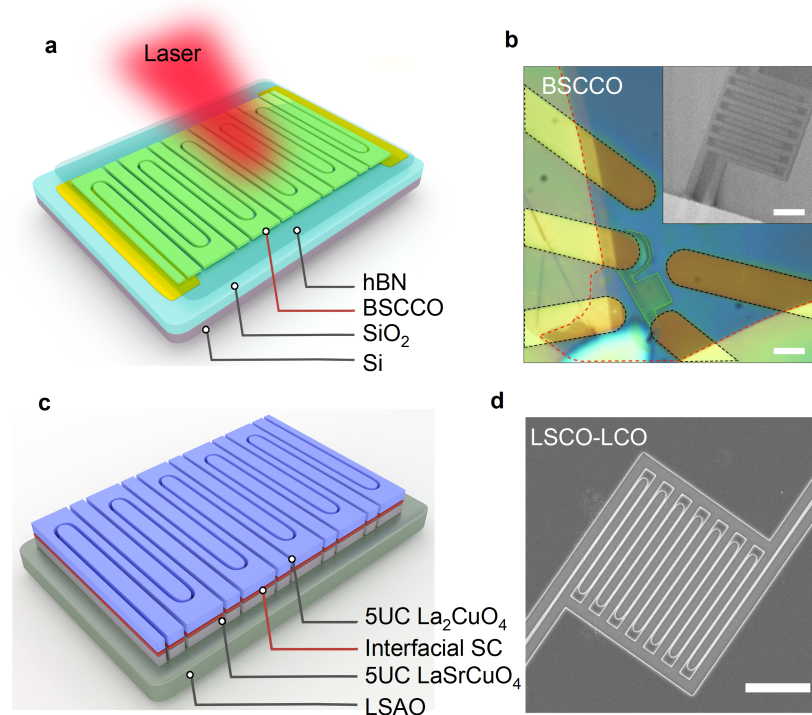 a
Laser
hBN
BSCCO
SiO₂
Si
b
BSCCO
c
5UC La₂CuO₄
Interfacial SC
5UC LaSrCuO₄
LSAO
d
LSCO-LCO